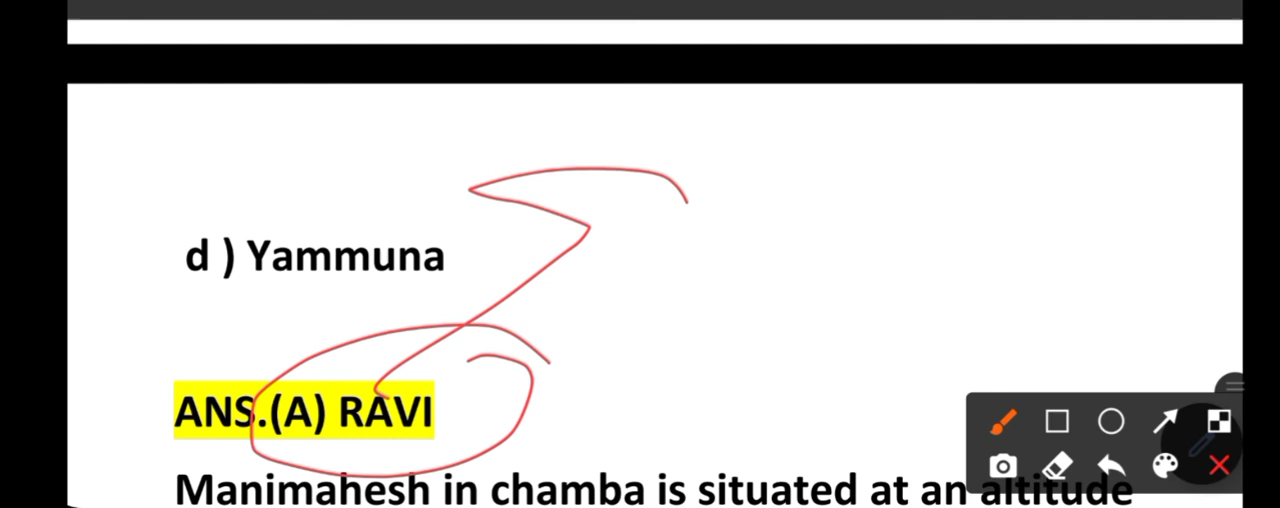 d ) Yammuna
ANS.(A) RAVI
Manimahesh in chamba is situated at an altitude